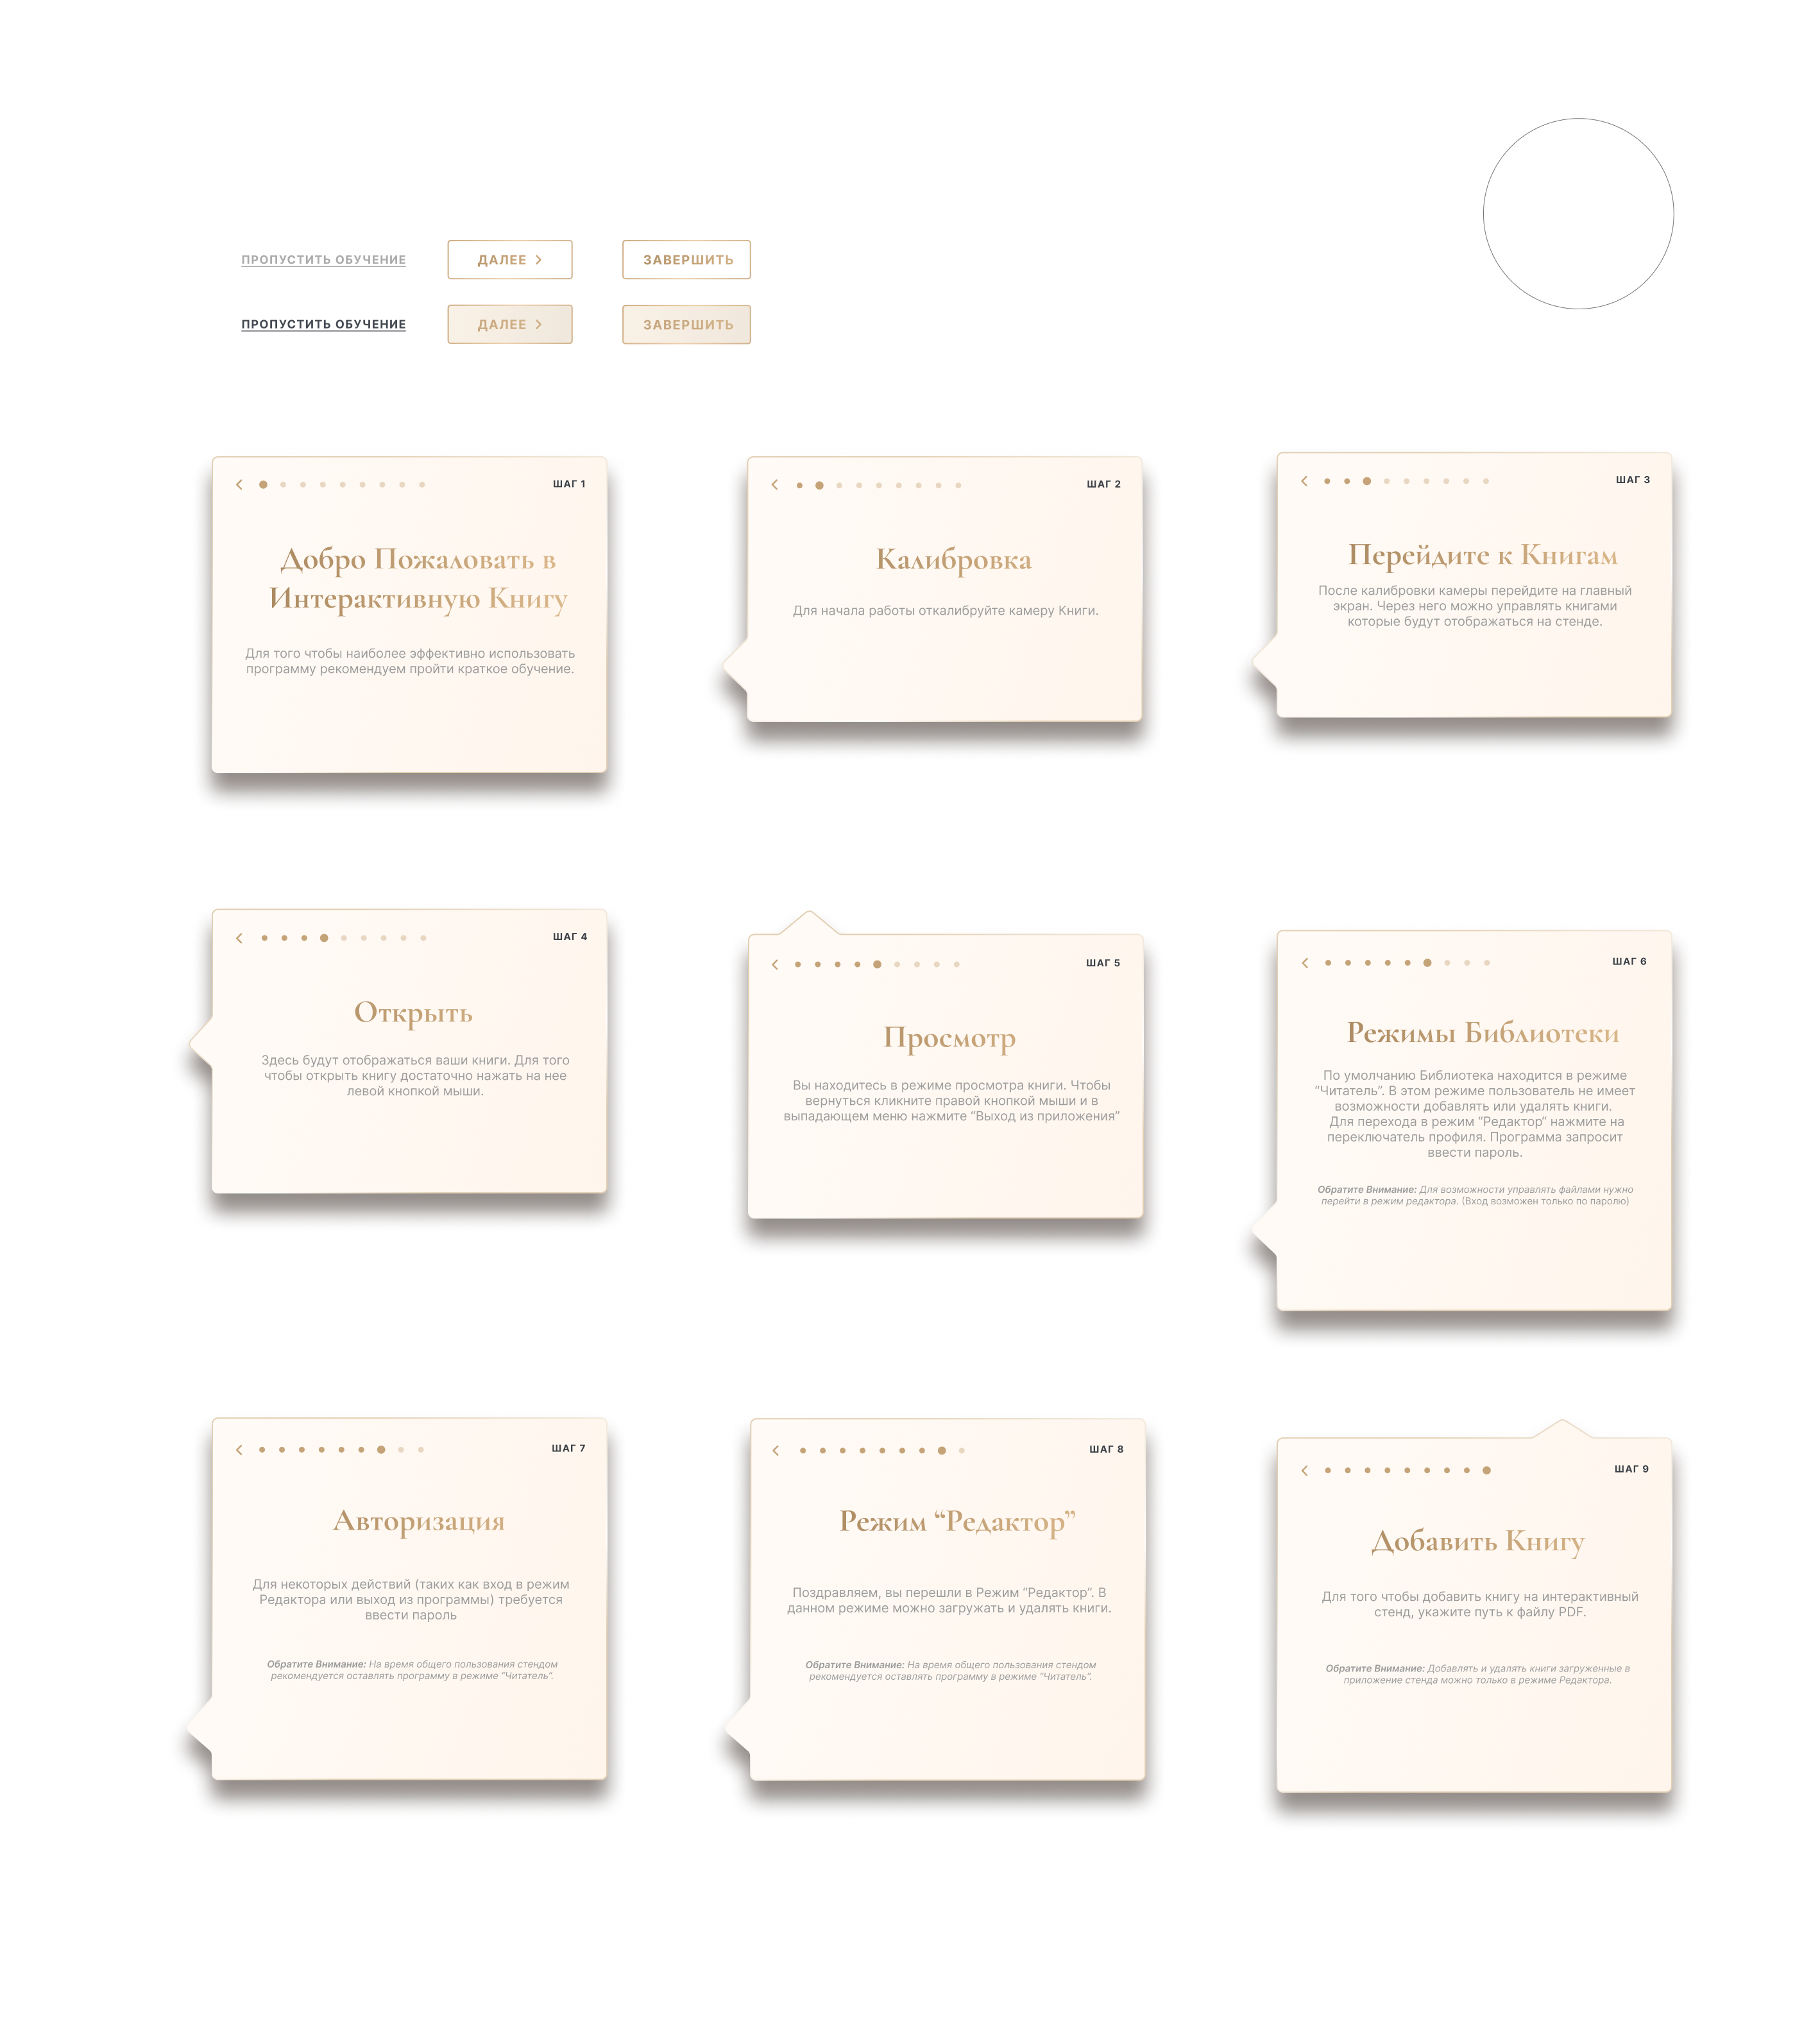 ПРОПУСТИТЬ ОБУЧЕНИЕ
ДАЛЕЕ
ЗАВЕРШИТЬ
ПРОПУСТИТЬ ОБУЧЕНИЕ
ДАЛЕЕ
ЗАВЕРШИТЬ
ШАГ 1
Добро Пожаловать в
Интерактивную Книгу
Для того чтобы наиболее эффективно использовать
программу рекомендуем пройти краткое обучение.
ШАГ 2
Калибровка
Для начала работы откалибруйте камеру Книги.
ШАГ 3
Перейдите к Книгам
После калибровки камеры перейдите на главный
экран. Через него можно управлять книгами
которые будут отображаться на стенде.
ШАГ 4
Открыть
Здесь будут отображаться ваши книги. Для того
чтобы открыть книгу достаточно нажать на нее
левой кнопкой мыши.
ШАГ 5
Просмотр
Вы находитесь в режиме просмотра книги. Чтобы
вернуться кликните правой кнопкой мыши и в
выпадающем меню нажмите “Выход из приложения”
ШАГ 6
Режимы Библиотеки
По умолчанию Библиотека находится в режиме
“Читатель”. В этом режиме пользователь не имеет
возможности добавлять или удалять книги.
Для перехода в режим “Редактор” нажмите на
переключатель профиля. Программа запросит
ввести пароль.
Обратите Внимание: Для возможности управлять файлами нужно
перейти в режим редактора. (Вход возможен только по паролю)
ШАГ 7
Авторизация
Для некоторых действий (таких как вход в режим
Редактора или выход из программы) требуется
ввести пароль
Обратите Внимание: На время общего пользования стендом
рекомендуется оставлять программу в режиме “Читатель”.
ШАГ 8
Режим “Редактор”
Поздравляем, вы перешли в Режим “Редактор”. В
данном режиме можно загружать и удалять книги.
Обратите Внимание: На время общего пользования стендом
рекомендуется оставлять программу в режиме “Читатель”.
ШАГ 9
Добавить Книгу
Для того чтобы добавить книгу на интерактивный
стенд, укажите путь к файлу PDF.
Обратите Внимание: Добавлять и удалять книги загруженные в
приложение стенда можно только в режиме Редактора.